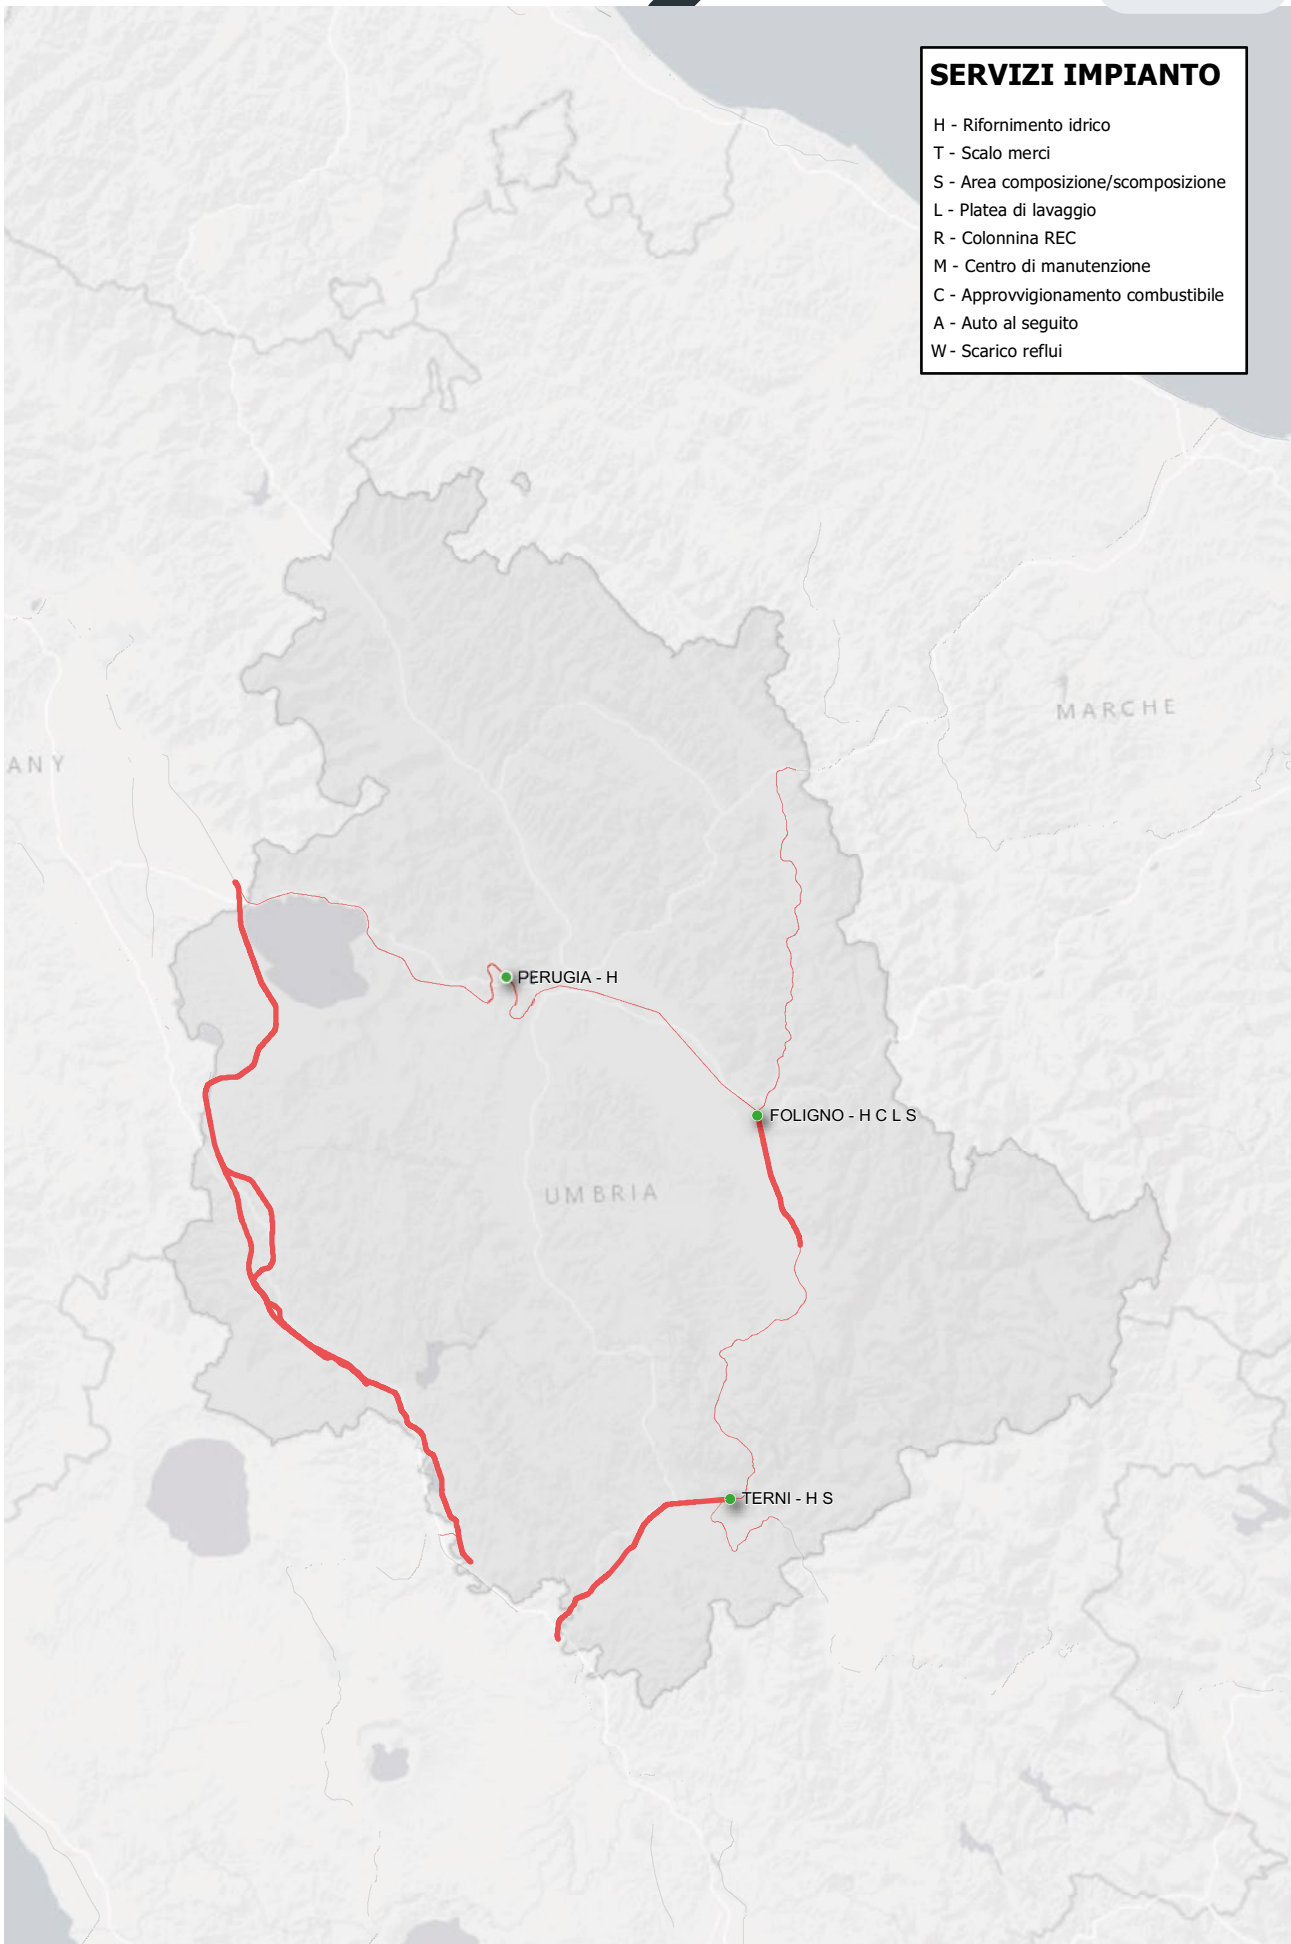 SERVIZI IMPIANTO
H - Rifornimento idrico
T - Scalo merci
S - Area composizione/scomposizione
L - Platea di lavaggio
R - Colonnina REC
M - Centro di manutenzione
C - Approvvigionamento combustibile
A - Auto al seguito
W - Scarico reflui
MARCHE
ANY
PERUGIA - H
FOLIGNO - H C L S
UMBRIA
TERNI - H S